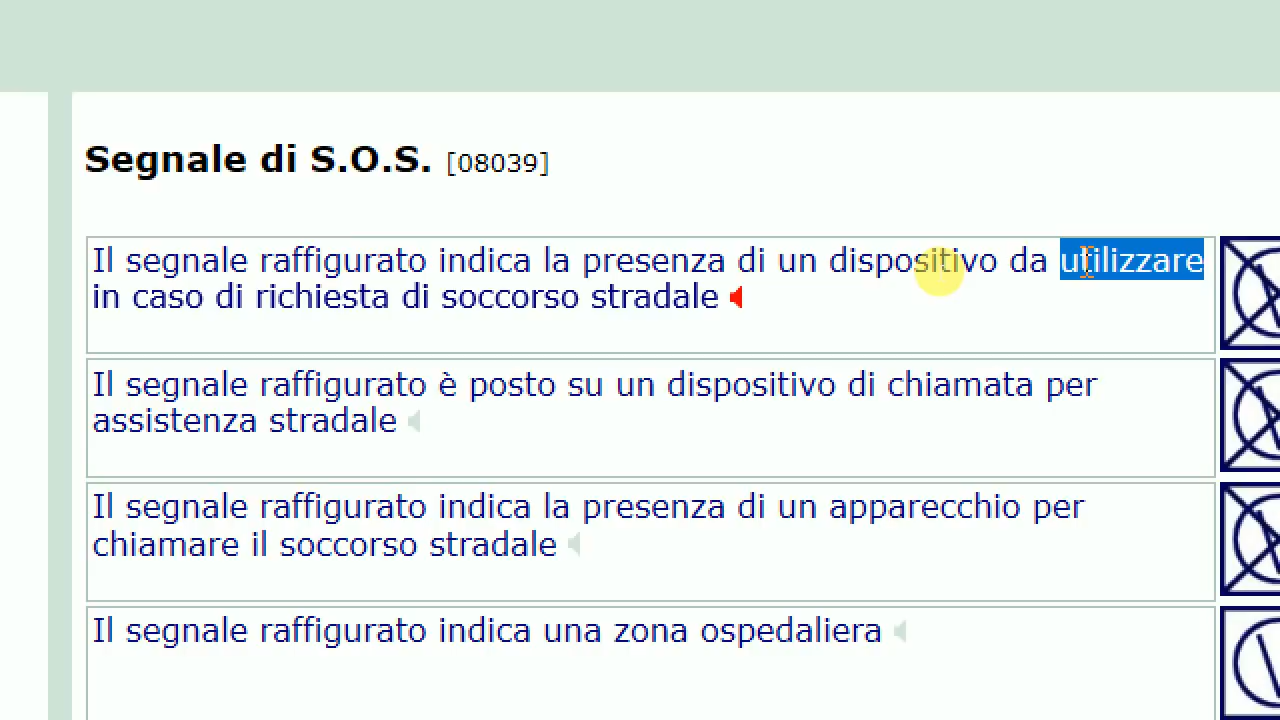 Segnale di S.O.S. [08039]
Il segnale raffigurato indica la presenza di un dispositivo da utilizzare
in caso di richiesta di soccorso stradale
Il segnale raffigurato è posto su un dispositivo di chiamata per
assistenza stradale
Il segnale raffigurato indica la presenza di un apparecchio per
chiamare il soccorso stradale
Il segnale raffigurato indica una zona ospedaliera